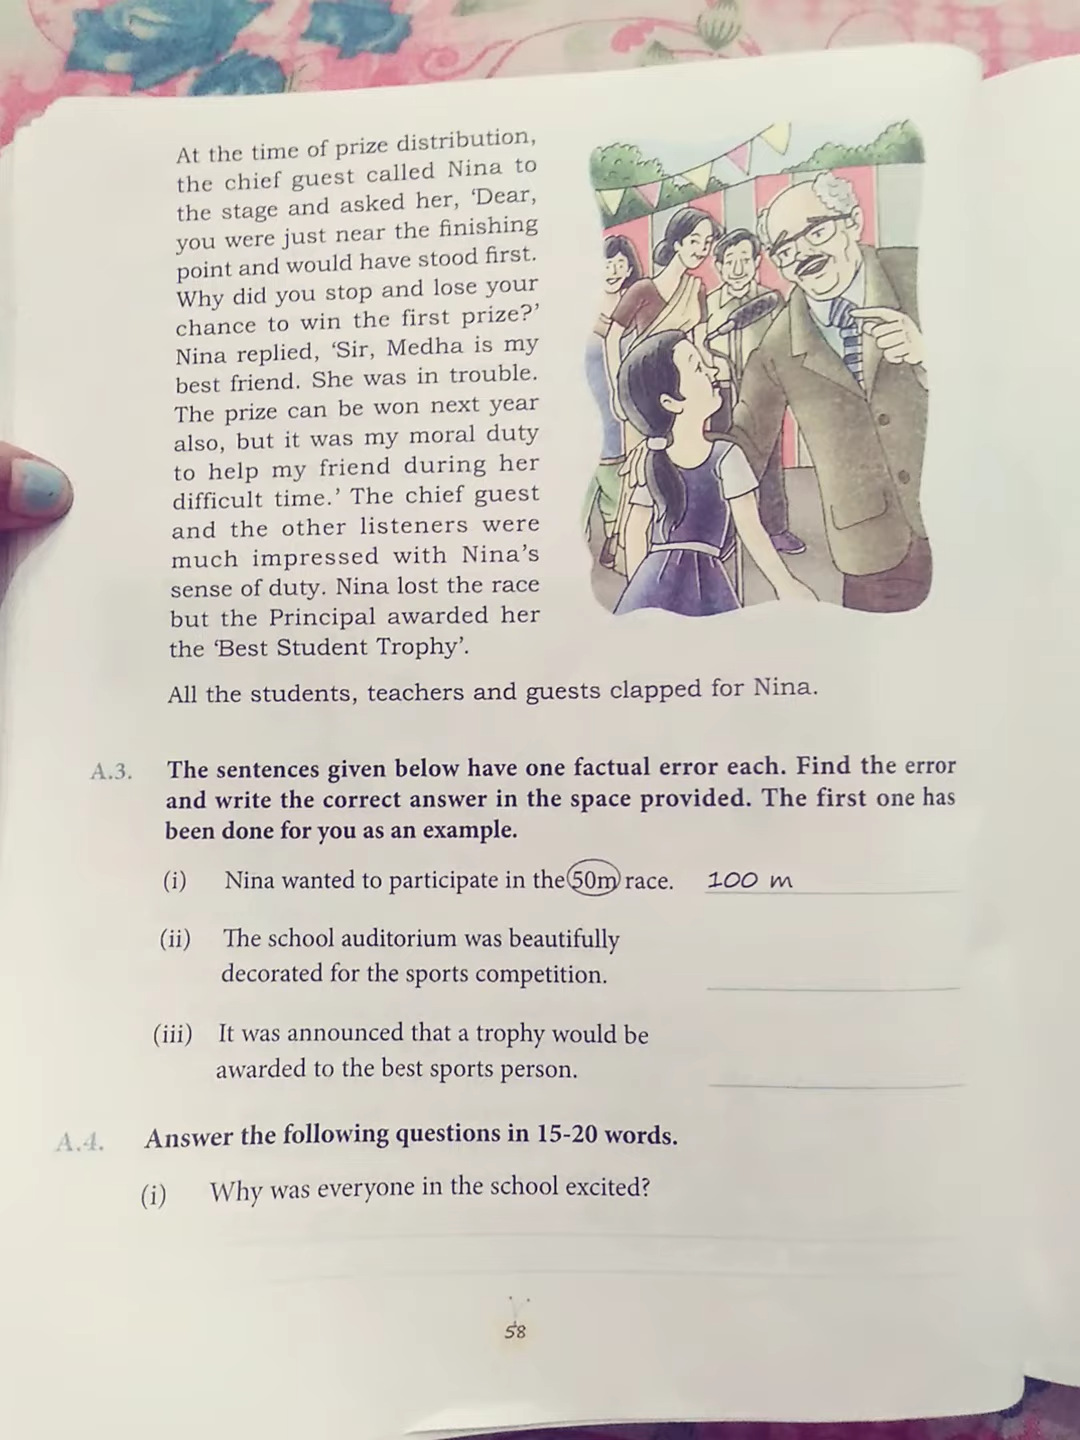 At the time of prize distribution,
the chief guest called Nina to
the stage and asked her, ‘Dear,
you were just near the finishing
point and would have stood first.
Why did you stop and lose your
chance to win the first prize?’
Nina replied, ‘Sir, Medha is my
best friend. She was in trouble.
The prize can be won next year
also, but it was my moral duty
to help my friend during her
difficult time.’ The chief guest
and the other listeners were
much impressed with Nina’s
sense of duty. Nina lost the race
but the Principal awarded her
the ‘Best Student Trophy’.
All the students, teachers and guests clapped for Nina.
A.3. The sentences given below have one factual error each. Find the error
and write the correct answer in the space provided. The first one has
been done for you as an example.
(i) Nina wanted to participate in the 50m race. 100 m
(ii) The school auditorium was beautifully
decorated for the sports competition.
(iii) It was announced that a trophy would be
awarded to the best sports person.
A.4. Answer the following questions in 15-20 words.
(i) Why was everyone in the school excited?
58